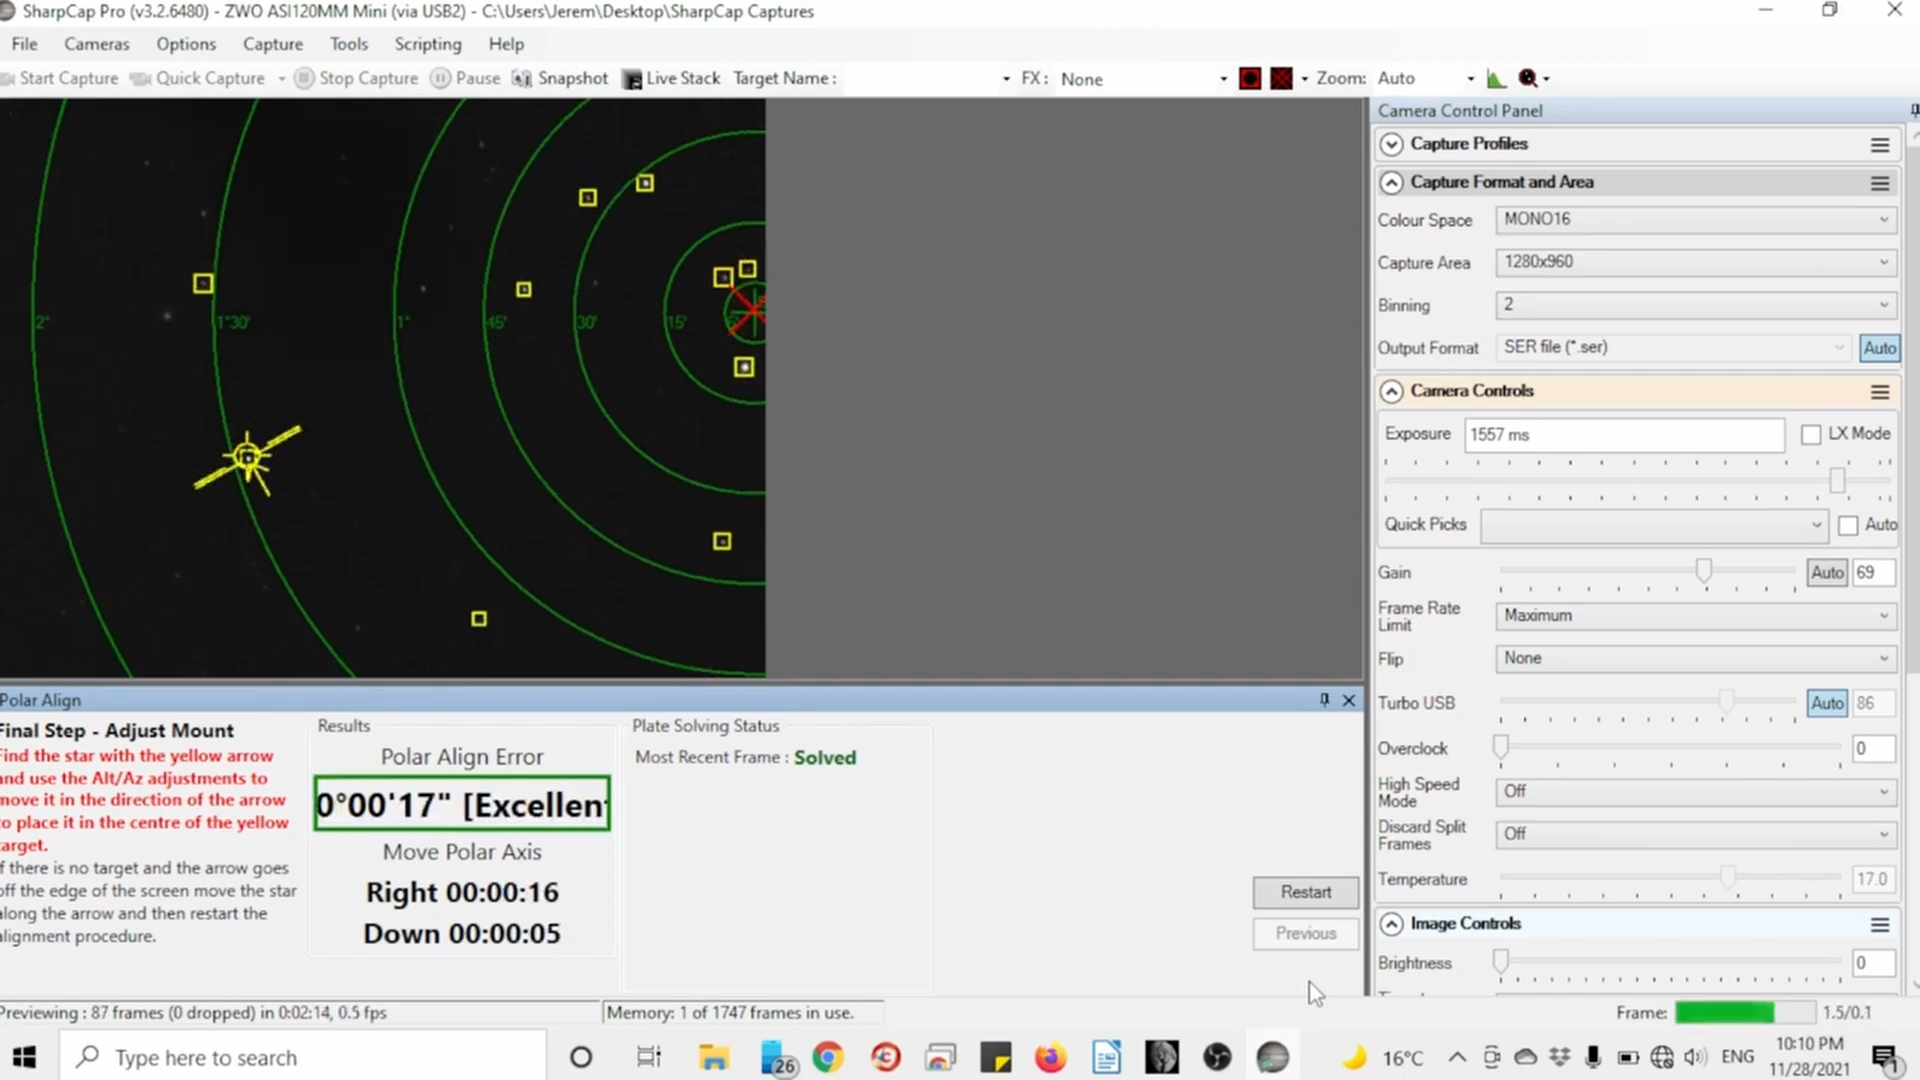 SharpCap Pro (v3.2.6480) - ZWO ASI120MM Mini (via USB2) - C:\Users\Jerem\Desktop\SharpCap Captures
File Cameras Options Capture Tools Scripting Help
Start Capture Quick Capture Stop Capture Pause Snapshot Live Stack Target Name : FX : None Zoom: Auto
2° 1°30' 1° 45' 30' 15'
Camera Control Panel
Capture Profiles
Capture Format and Area
Colour Space MONO16
Capture Area 1280x960
Binning 2
Output Format SER file (*.ser) Auto
Camera Controls
Exposure 1557 ms LX Mode
Quick Picks Auto
Gain Auto 69
Frame Rate Limit Maximum
Flip None
Turbo USB Auto 86
Overclock 0
High Speed Mode Off
Discard Split Frames Off
Temperature 17.0
Image Controls
Brightness 0
Polar Align
Final Step - Adjust Mount
Find the star with the yellow arrow
and use the Alt/Az adjustments to
move it in the direction of the arrow
to place it in the centre of the yellow
target.
If there is no target and the arrow goes
off the edge of the screen move the star
along the arrow and then restart the
alignment procedure.
Results
Polar Align Error
0°00'17" [Excellent
Move Polar Axis
Right 00:00:16
Down 00:00:05
Plate Solving Status
Most Recent Frame : Solved
Restart
Previous
Previewing : 87 frames (0 dropped) in 0:02:14, 0.5 fps Memory: 1 of 1747 frames in use. Frame: 1.5/0.1
Type here to search 26 16°C ENG 10:10 PM
11/28/2021 1